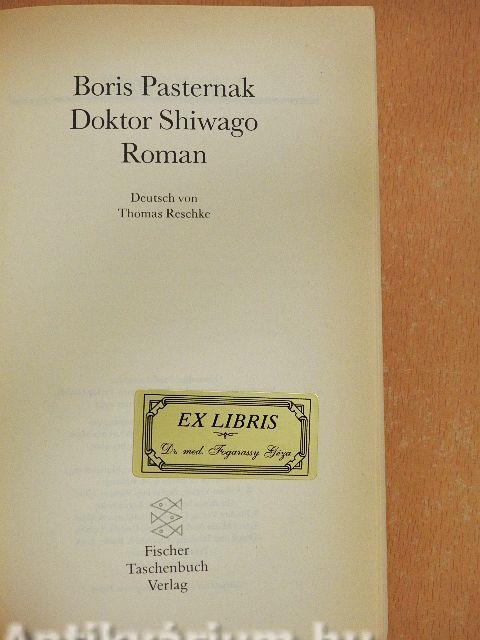 Boris Pasternak
Doktor Shiwago
Roman
Deutsch von
Thomas Reschke
EX LIBRIS
Dr. med. Fogarassy Géza
Fischer
Taschenbuch
Verlag
Antikvárium.hu